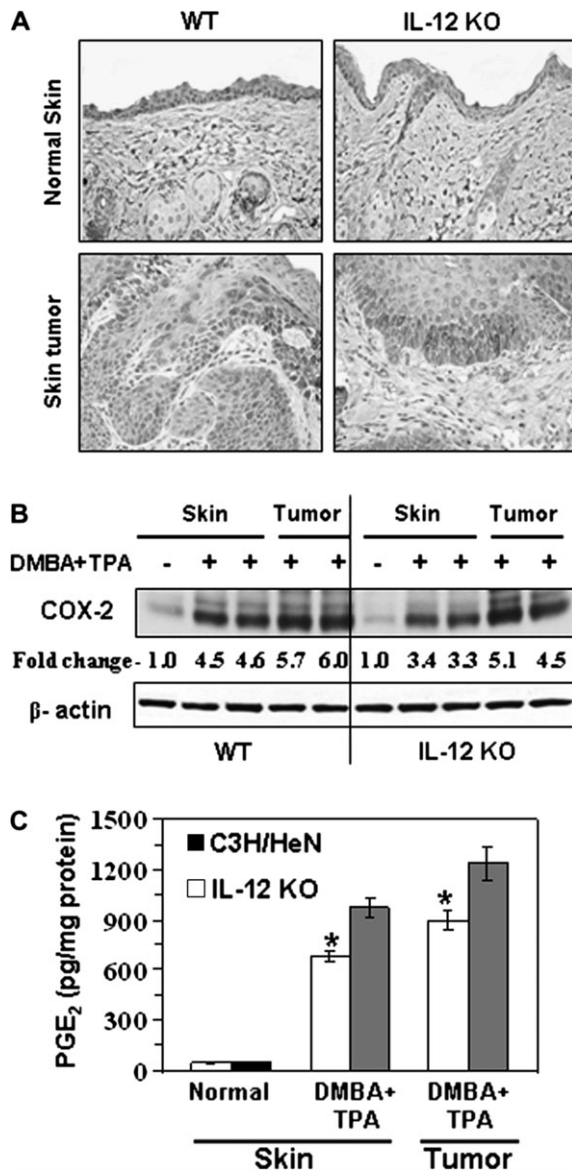 A
WT IL-12 KO
Normal Skin
Skin tumor
B
Skin Tumor Skin Tumor
DMBA+TPA - + + + + - + + + +
COX-2
Fold change - 1.0 4.5 4.6 5.7 6.0 1.0 3.4 3.3 5.1 4.5
β- actin
WT IL-12 KO
C
PGE₂ (pg/mg protein)
1500
1200
900
600
300
0
C3H/HeN
IL-12 KO
* *
Normal DMBA+ DMBA+
TPA TPA
Skin Tumor